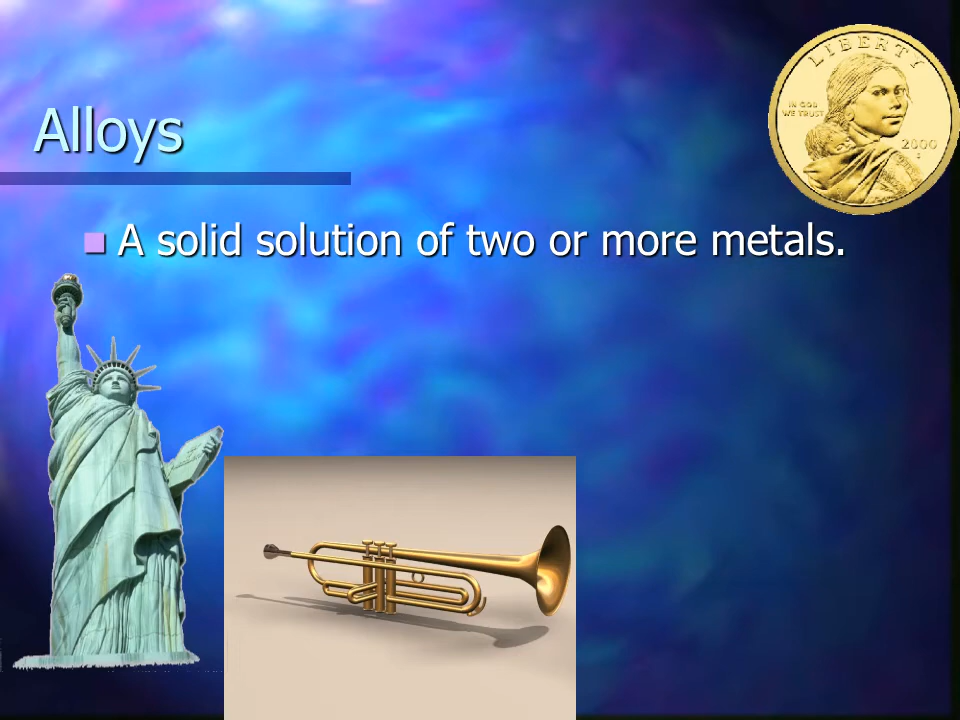 Alloys
A solid solution of two or more metals.
LIBERTY
IN GOD
WE TRUST
2000